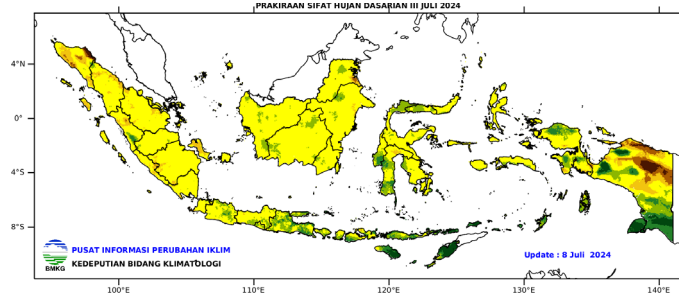 PRAKIRAAN SIFAT HUJAN DASARIAN III JULI 2024
4°N
0°
4°S
8°S
BMKG
PUSAT INFORMASI PERUBAHAN IKLIM
KEDEPUTIAN BIDANG KLIMATOLOGI
Update : 8 Juli 2024
100°E 110°E 120°E 130°E 140°E